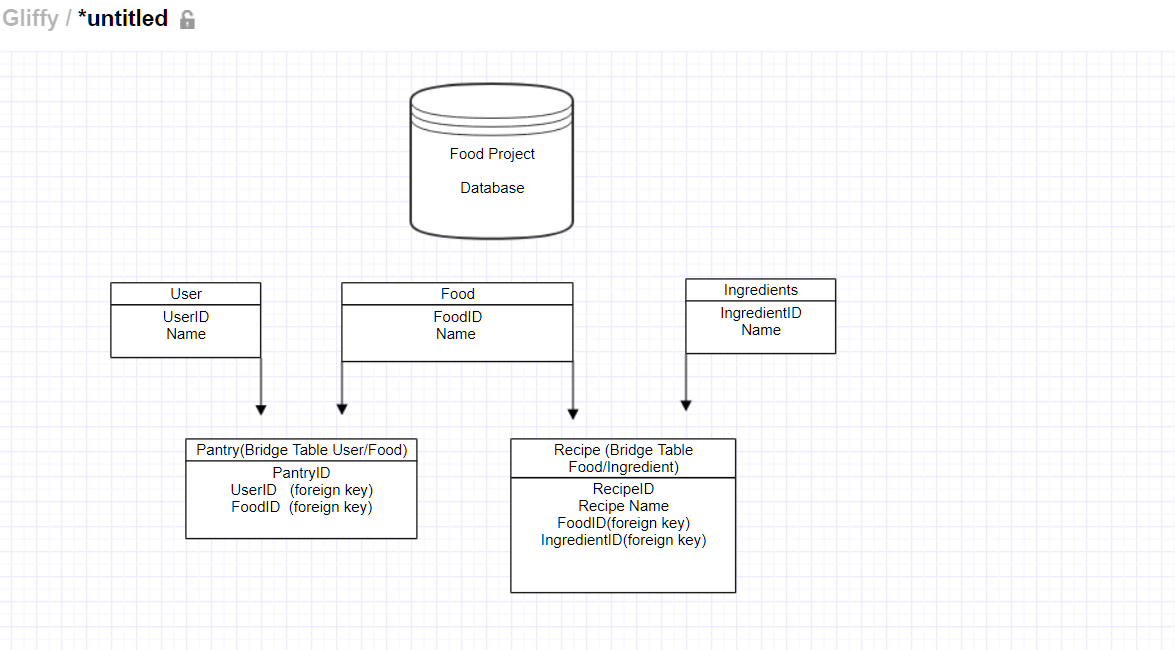 Gliffy / *untitled
Food Project
Database
User
UserID
Name
Food
FoodID
Name
Ingredients
IngredientID
Name
Pantry(Bridge Table User/Food)
PantryID
UserID (foreign key)
FoodID (foreign key)
Recipe (Bridge Table
Food/Ingredient)
RecipeID
Recipe Name
FoodID(foreign key)
IngredientID(foreign key)